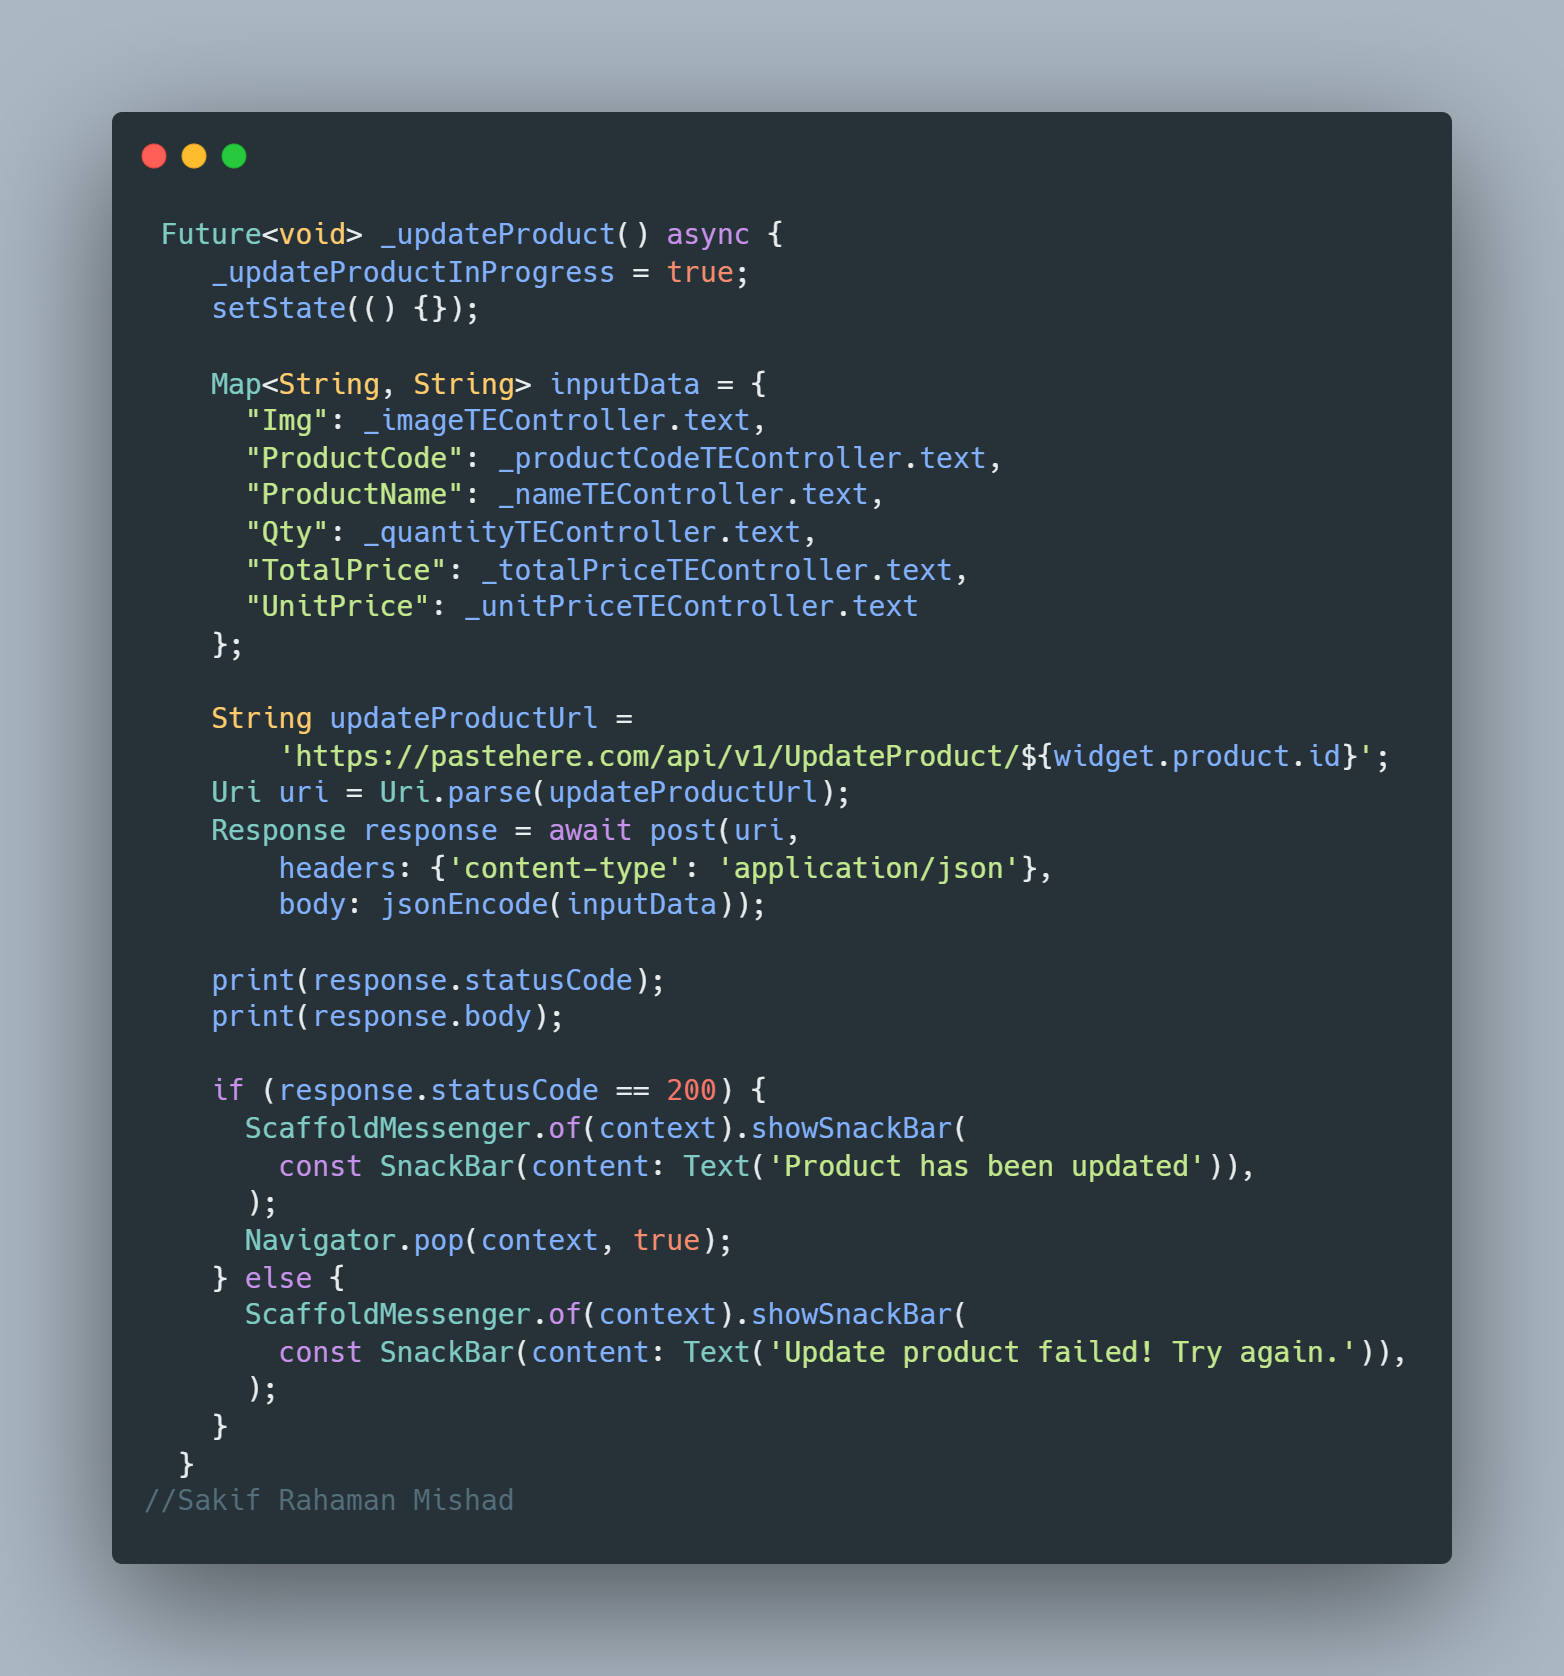 Future<void> _updateProduct() async {
_updateProductInProgress = true;
setState(() {});
Map<String, String> inputData = {
"Img": _imageTEController.text,
"ProductCode": _productCodeTEController.text,
"ProductName": _nameTEController.text,
"Qty": _quantityTEController.text,
"TotalPrice": _totalPriceTEController.text,
"UnitPrice": _unitPriceTEController.text
};
String updateProductUrl =
'https://pastehere.com/api/v1/UpdateProduct/${widget.product.id}';
Uri uri = Uri.parse(updateProductUrl);
Response response = await post(uri,
headers: {'content-type': 'application/json'},
body: jsonEncode(inputData));
print(response.statusCode);
print(response.body);
if (response.statusCode == 200) {
ScaffoldMessenger.of(context).showSnackBar(
const SnackBar(content: Text('Product has been updated')),
);
Navigator.pop(context, true);
} else {
ScaffoldMessenger.of(context).showSnackBar(
const SnackBar(content: Text('Update product failed! Try again.')),
);
}
}
//Sakif Rahaman Mishad